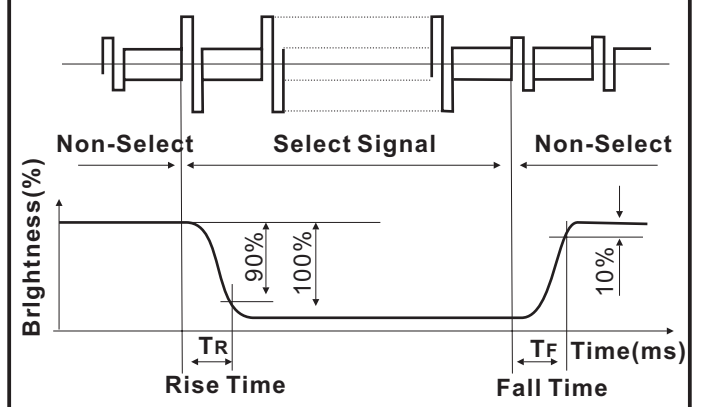 Non-Select Select Signal Non-Select
Brightness(%)
90%
100%
10%
TR
TF
Time(ms)
Rise Time
Fall Time